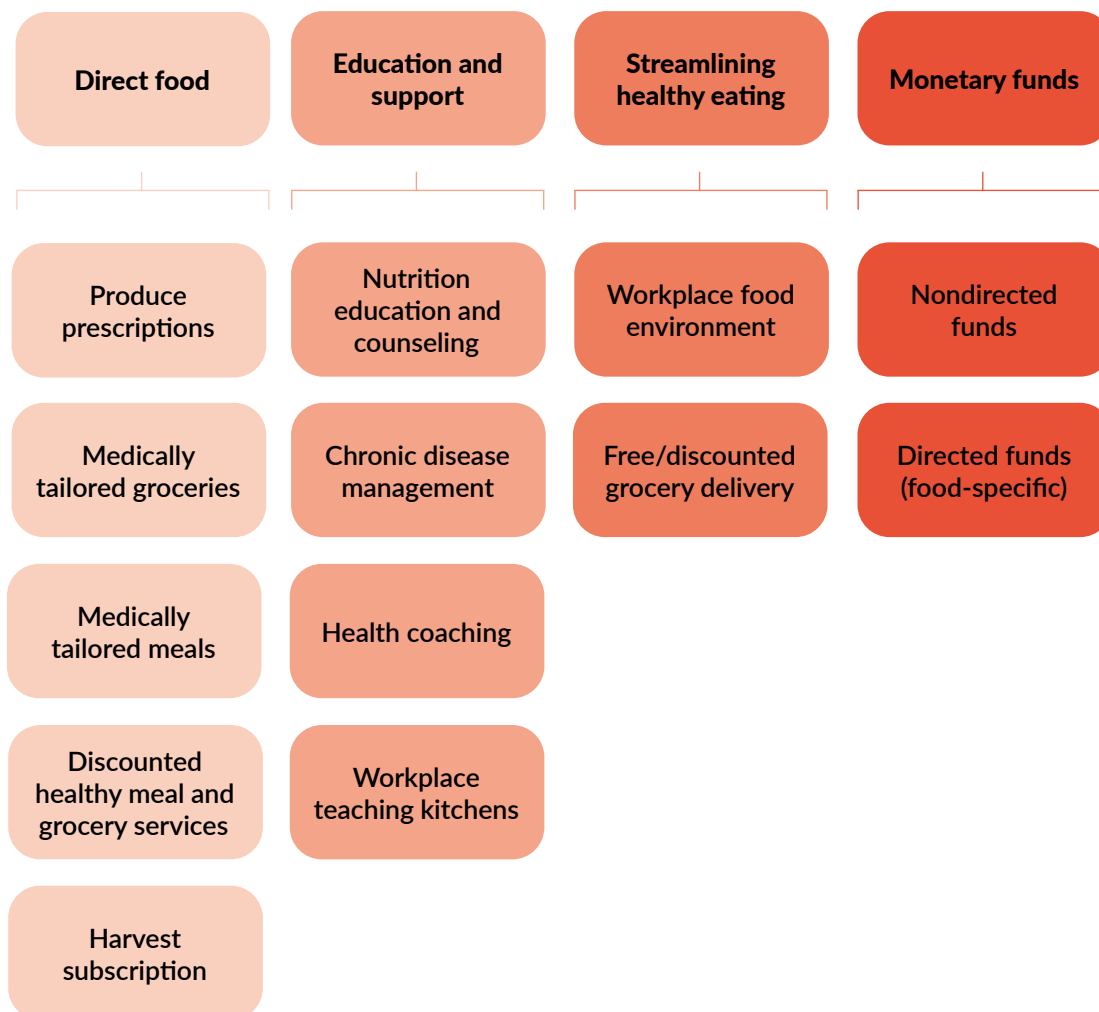 Direct food
Education and
support
Streamlining
healthy eating
Monetary funds
Produce
prescriptions
Nutrition
education and
counseling
Workplace food
environment
Nondirected
funds
Medically
tailored groceries
Chronic disease
management
Free/discounted
grocery delivery
Directed funds
(food-specific)
Medically
tailored meals
Health coaching
Discounted
healthy meal and
grocery services
Workplace
teaching kitchens
Harvest
subscription